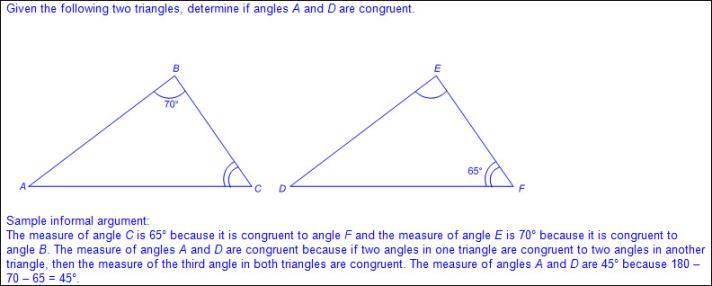 Given the following two triangles, determine if angles A and D are congruent.
B
E
70°
65°
A
C
D
F
Sample informal argument:
The measure of angle C is 65° because it is congruent to angle F and the measure of angle E is 70° because it is congruent to
angle B. The measure of angles A and D are congruent because if two angles in one triangle are congruent to two angles in another
triangle, then the measure of the third angle in both triangles are congruent. The measure of angles A and D are 45° because 180 –
70 – 65 = 45°.